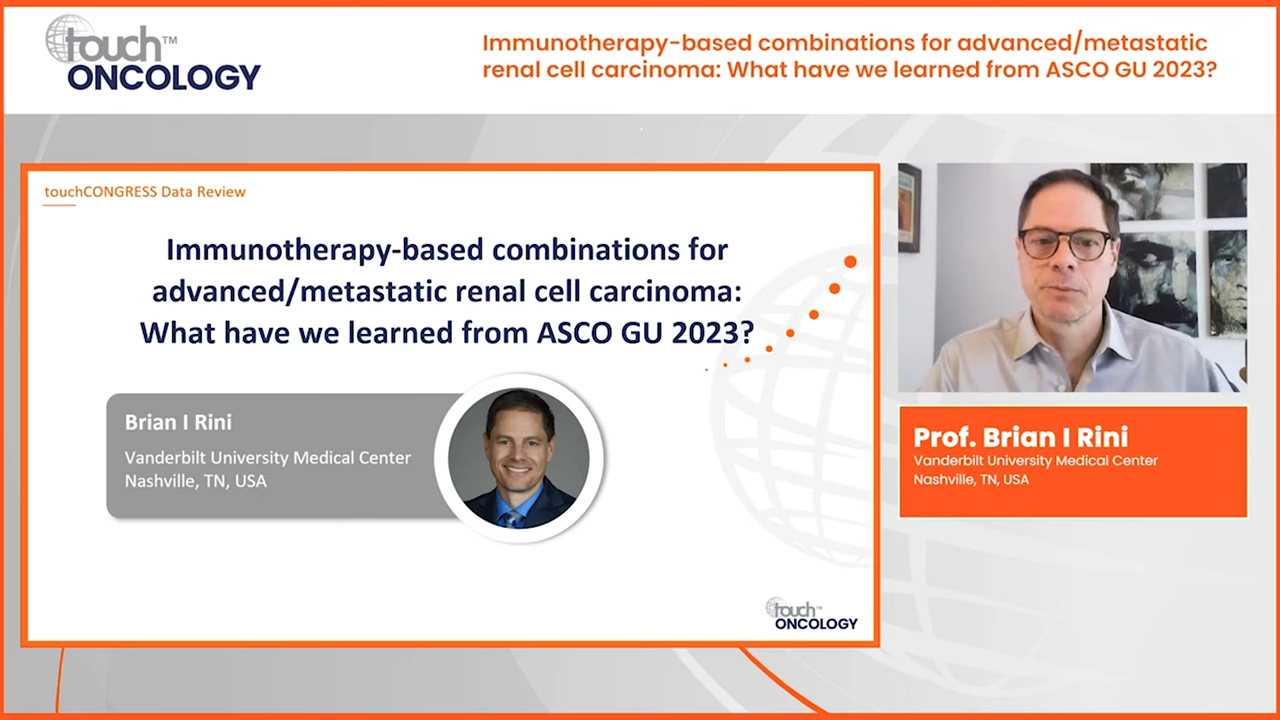 touch™
ONCOLOGY
Immunotherapy-based combinations for advanced/metastatic
renal cell carcinoma: What have we learned from ASCO GU 2023?
touchCONGRESS Data Review
Immunotherapy-based combinations for
advanced/metastatic renal cell carcinoma:
What have we learned from ASCO GU 2023?
Brian I Rini
Vanderbilt University Medical Center
Nashville, TN, USA
touch™
ONCOLOGY
Prof. Brian I Rini
Vanderbilt University Medical Center
Nashville, TN, USA